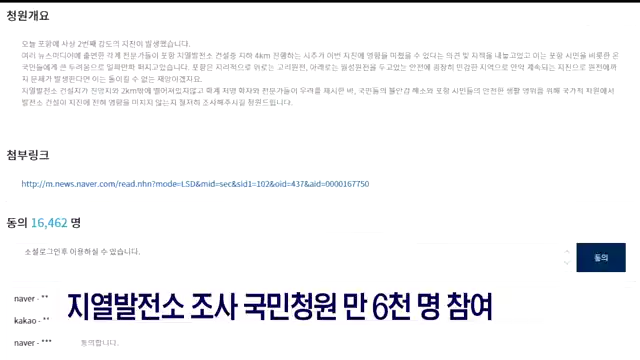 청원개요
오늘 포항에 사상 2번째 강도의 지진이 발생했습니다.
여러 뉴스미디어에 출연한 각계 전문가들이 포항 지열발전소 건설중 지하 4km 진행하는 시추가 이번 지진에 영향을 미쳤을 수 있다는 의견 및 지적을 내놓고있고 이는 포항 시민을 비롯한 온
국민들에게 큰 두려움으로 일파만파 퍼지고있습니다. 포항은 지리적으로 위로는 고리원전, 아래로는 월성원전을 두고있는 안전에 굉장히 민감한 지역으로 만약 계속되는 지진으로 원전에까
지 문제가 발생한다면 이는 돌이킬 수 없는 재앙이겠지요.
지열발전소 건설지가 진앙지와 2km밖에 떨어져있지않고 학계 저명 학자와 전문가들이 우려를 제시한 바, 국민들의 불안감 해소와 포항 시민들의 안전한 생활 영위를 위해 국가적 차원에서
발전소 건설이 지진에 전혀 영향을 미치지 않는지 철저히 조사해주시길 청원드립니다.
첨부링크
http://m.news.naver.com/read.nhn?mode=LSD&mid=sec&sid1=102&oid=437&aid=0000167750
동의 16,462 명
소셜로그인후 이용하실 수 있습니다.
동의
naver - **
지열발전소 조사 국민청원 만 6천 명 참여
kakao - **
naver - ***
동의합니다.